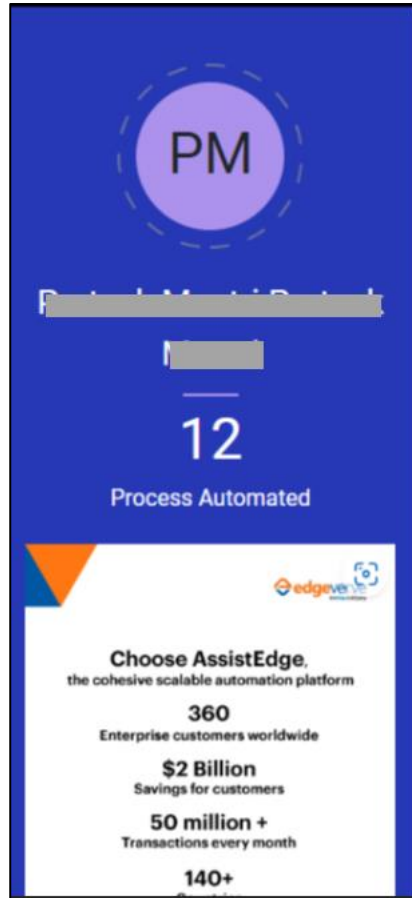 PM
12
Process Automated
edgeverve
Choose AssistEdge,
the cohesive scalable automation platform
360
Enterprise customers worldwide
$2 Billion
Savings for customers
50 million +
Transactions every month
140+